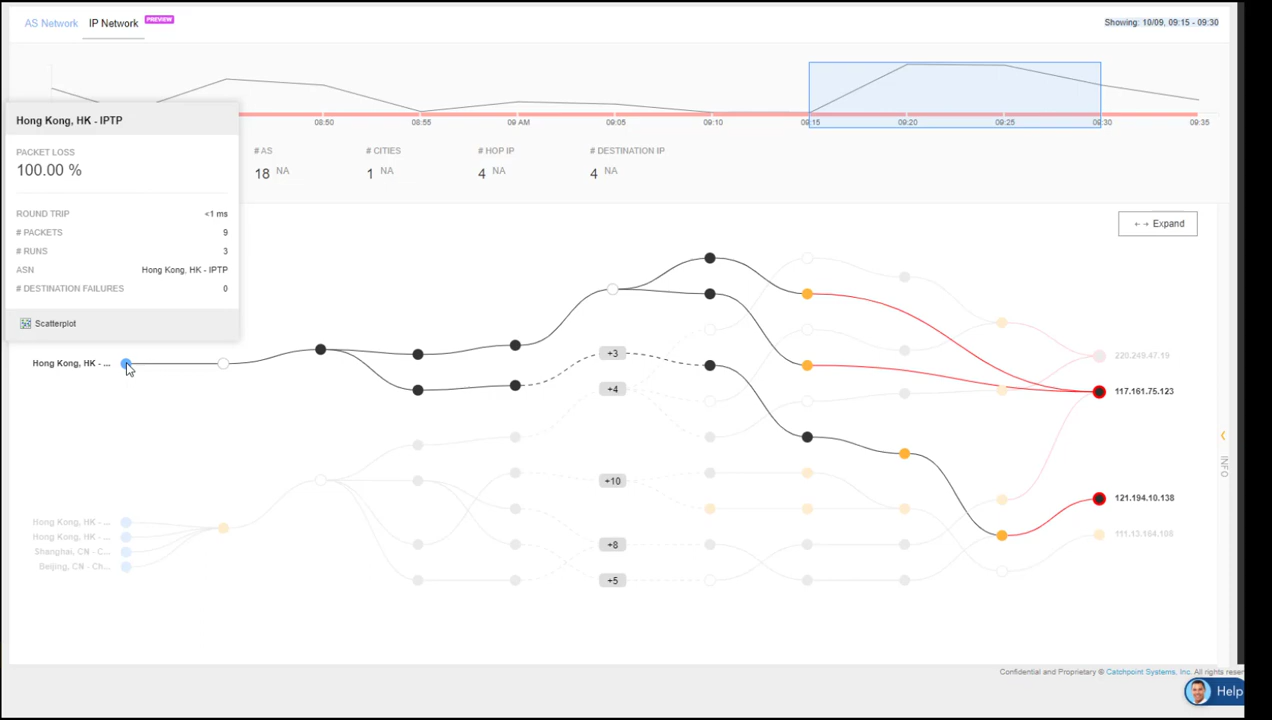 AS Network IP Network PREVIEW Showing: 10/09, 09:15 - 09:30
08:50 08:55 09 AM 09:05 09:10 09:15 09:20 09:25 09:30 09:35
Hong Kong, HK - IPTP
PACKET LOSS
100.00 %
# AS # CITIES # HOP IP # DESTINATION IP
18 NA 1 NA 4 NA 4 NA
ROUND TRIP <1 ms
# PACKETS 9
# RUNS 3
ASN Hong Kong, HK - IPTP
# DESTINATION FAILURES 0
Scatterplot
Expand
+3
220.249.47.19
Hong Kong, HK - ...
+4
117.161.75.123
INFO
+10
121.194.10.138
Hong Kong, HK - ...
Hong Kong, HK - ...
111.13.184.108
+8
Shanghai, CN - C...
Beijing, CN - Ch...
+5
Confidential and Proprietary © Catchpoint Systems, Inc. All rights reser
Help